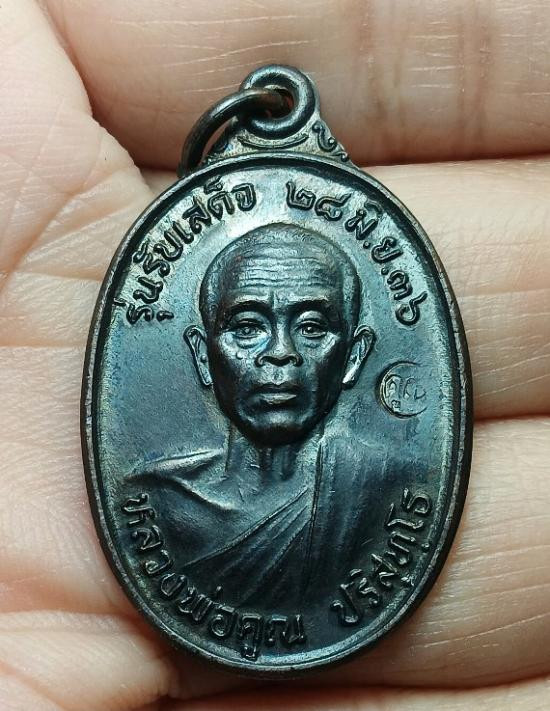 รุ่นรับเสด็จ ๒๘ มิ.ย.๓๖
คูณ
หลวงพ่อคูณ ปริสุทฺโธ